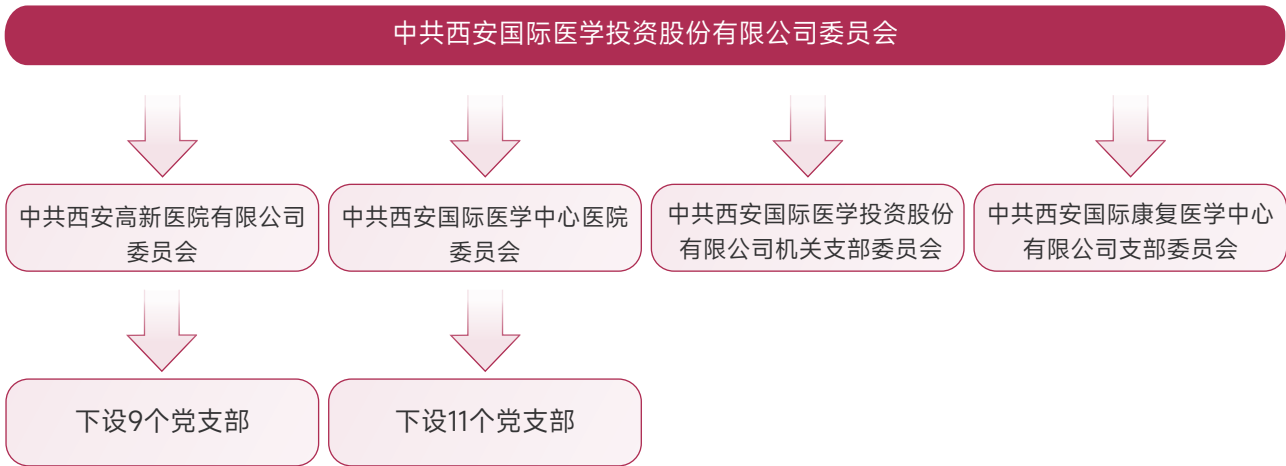 中共西安国际医学投资股份有限公司委员会
中共西安高新医院有限公司
委员会
中共西安国际医学中心医院
委员会
中共西安国际医学投资股份
有限公司机关支部委员会
中共西安国际康复医学中心
有限公司支部委员会
下设9个党支部
下设11个党支部